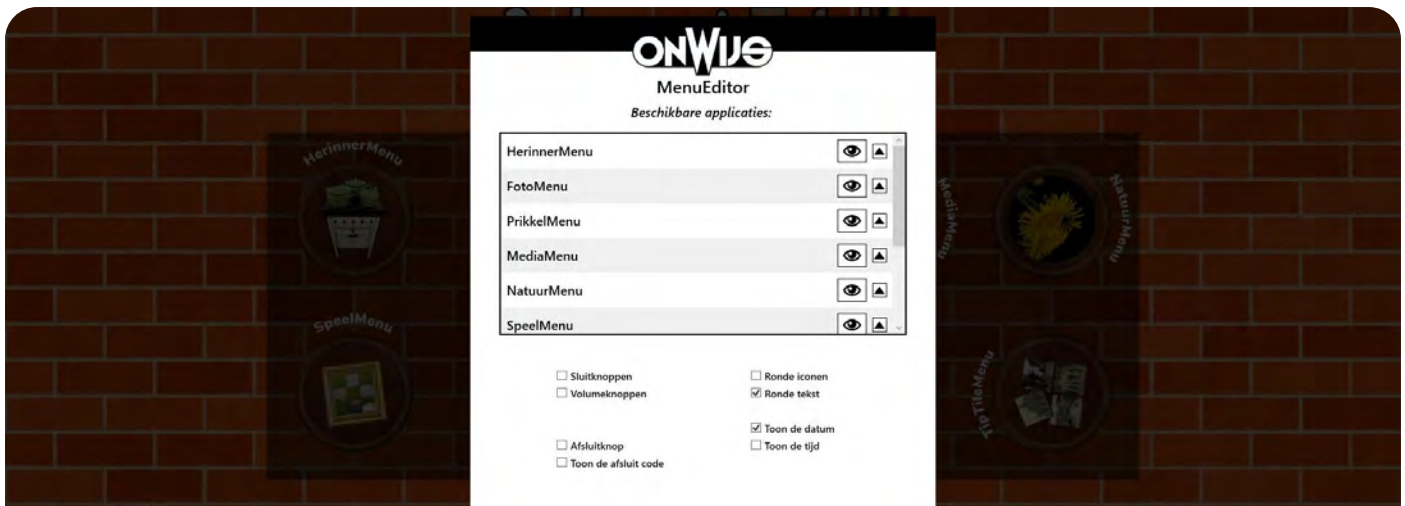 ONWIJS
MenuEditor
Beschikbare applicaties:
HerinnerMenu
FotoMenu
PrikkelMenu
MediaMenu
NatuurMenu
SpeelMenu
Sluitknoppen
Volumeknoppen
Afsluitknop
Toon de afsluit code
Ronde iconen
Ronde tekst
Toon de datum
Toon de tijd
HerinnerMenu
SpeelMenu
MediaMenu
NatuurMenu
TipTiloMenu